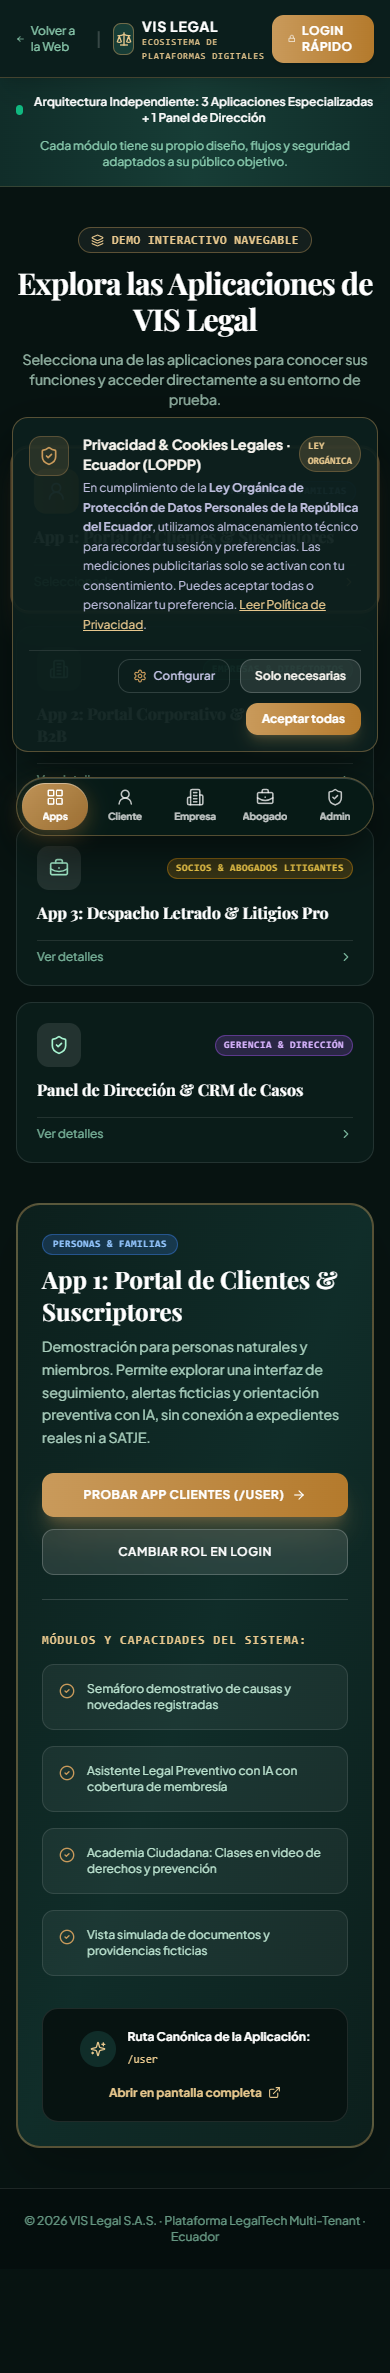 Volver a
la Web
VIS LEGAL
ECOSISTEMA DE
PLATAFORMAS DIGITALES
LOGIN
RÁPIDO
Arquitectura Independiente: 3 Aplicaciones Especializadas
+ 1 Panel de Dirección
Cada módulo tiene su propio diseño, flujos y seguridad
adaptados a su público objetivo.
DEMO INTERACTIVO NAVEGABLE
Explora las Aplicaciones de
VIS Legal
Selecciona una de las aplicaciones para conocer sus
funciones y acceder directamente a su entorno de
prueba.
Privacidad & Cookies Legales ·
Ecuador (LOPDP)
LEY
ORGÁNICA
En cumplimiento de la Ley Orgánica de
Protección de Datos Personales de la República
del Ecuador, utilizamos almacenamiento técnico
para recordar tu sesión y preferencias. Las
mediciones publicitarias solo se activan con tu
consentimiento. Puedes aceptar todas o
personalizar tu preferencia. Leer Política de
Privacidad.
App 1: Portal de Clientes & Suscriptores
Configurar
Solo necesarias
Aceptar todas
App 2: Portal Corporativo &
B2B
Apps
Cliente
Empresa
Abogado
Admin
SOCIOS & ABOGADOS LITIGANTES
App 3: Despacho Letrado & Litigios Pro
Ver detalles
GERENCIA & DIRECCIÓN
Panel de Dirección & CRM de Casos
Ver detalles
PERSONAS & FAMILIAS
App 1: Portal de Clientes &
Suscriptores
Demostración para personas naturales y
miembros. Permite explorar una interfaz de
seguimiento, alertas ficticias y orientación
preventiva con IA, sin conexión a expedientes
reales ni a SATJE.
PROBAR APP CLIENTES (/USER)
CAMBIAR ROL EN LOGIN
MÓDULOS Y CAPACIDADES DEL SISTEMA:
Semáforo demostrativo de causas y
novedades registradas
Asistente Legal Preventivo con IA con
cobertura de membresía
Academia Ciudadana: Clases en video de
derechos y prevención
Vista simulada de documentos y
providencias ficticias
Ruta Canónica de la Aplicación:
/user
Abrir en pantalla completa
© 2026 VIS Legal S.A.S. · Plataforma LegalTech Multi-Tenant ·
Ecuador